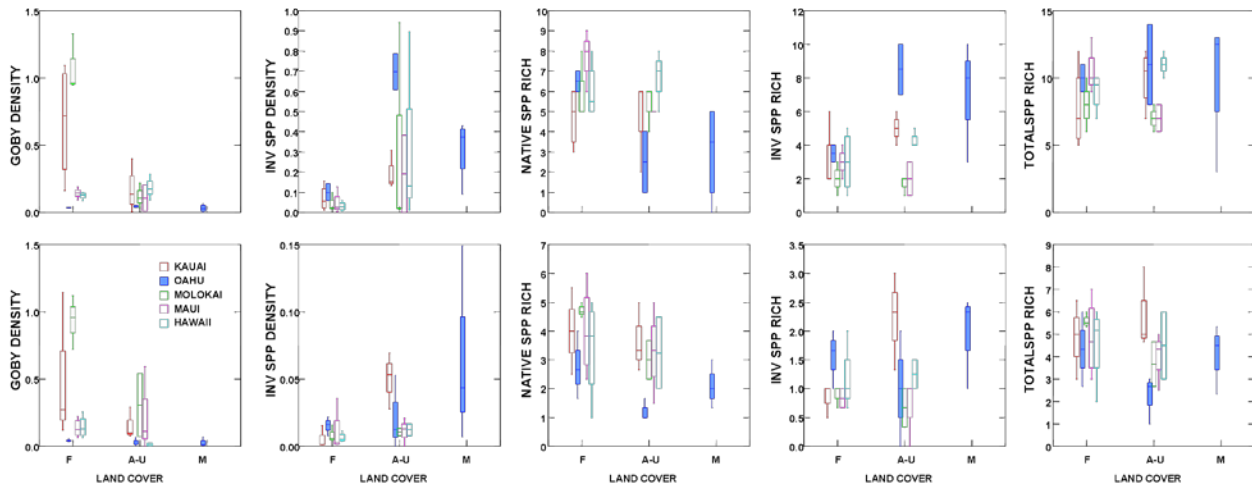 GOBY DENSITY
1.5
1.0
0.5
0.0
INV SPP DENSITY
1.0
0.9
0.8
0.7
0.6
0.5
0.4
0.3
0.2
0.1
0.0
NATIVE SPP RICH
10
9
8
7
6
5
4
3
2
1
0
INV SPP RICH
12
10
8
6
4
2
0
TOTALSPP RICH
15
10
5
0
GOBY DENSITY
1.5
1.0
0.5
0.0
KAUAI
OAHU
MOLOKAI
MAUI
HAWAII
F A-U M
LAND COVER
INV SPP DENSITY
0.15
0.10
0.05
0.00
F A-U M
LAND COVER
NATIVE SPP RICH
7
6
5
4
3
2
1
0
F A-U M
LAND COVER
INV SPP RICH
3.5
3.0
2.5
2.0
1.5
1.0
0.5
0.0
F A-U M
LAND COVER
TOTALSPP RICH
9
8
7
6
5
4
3
2
1
0
F A-U M
LAND COVER